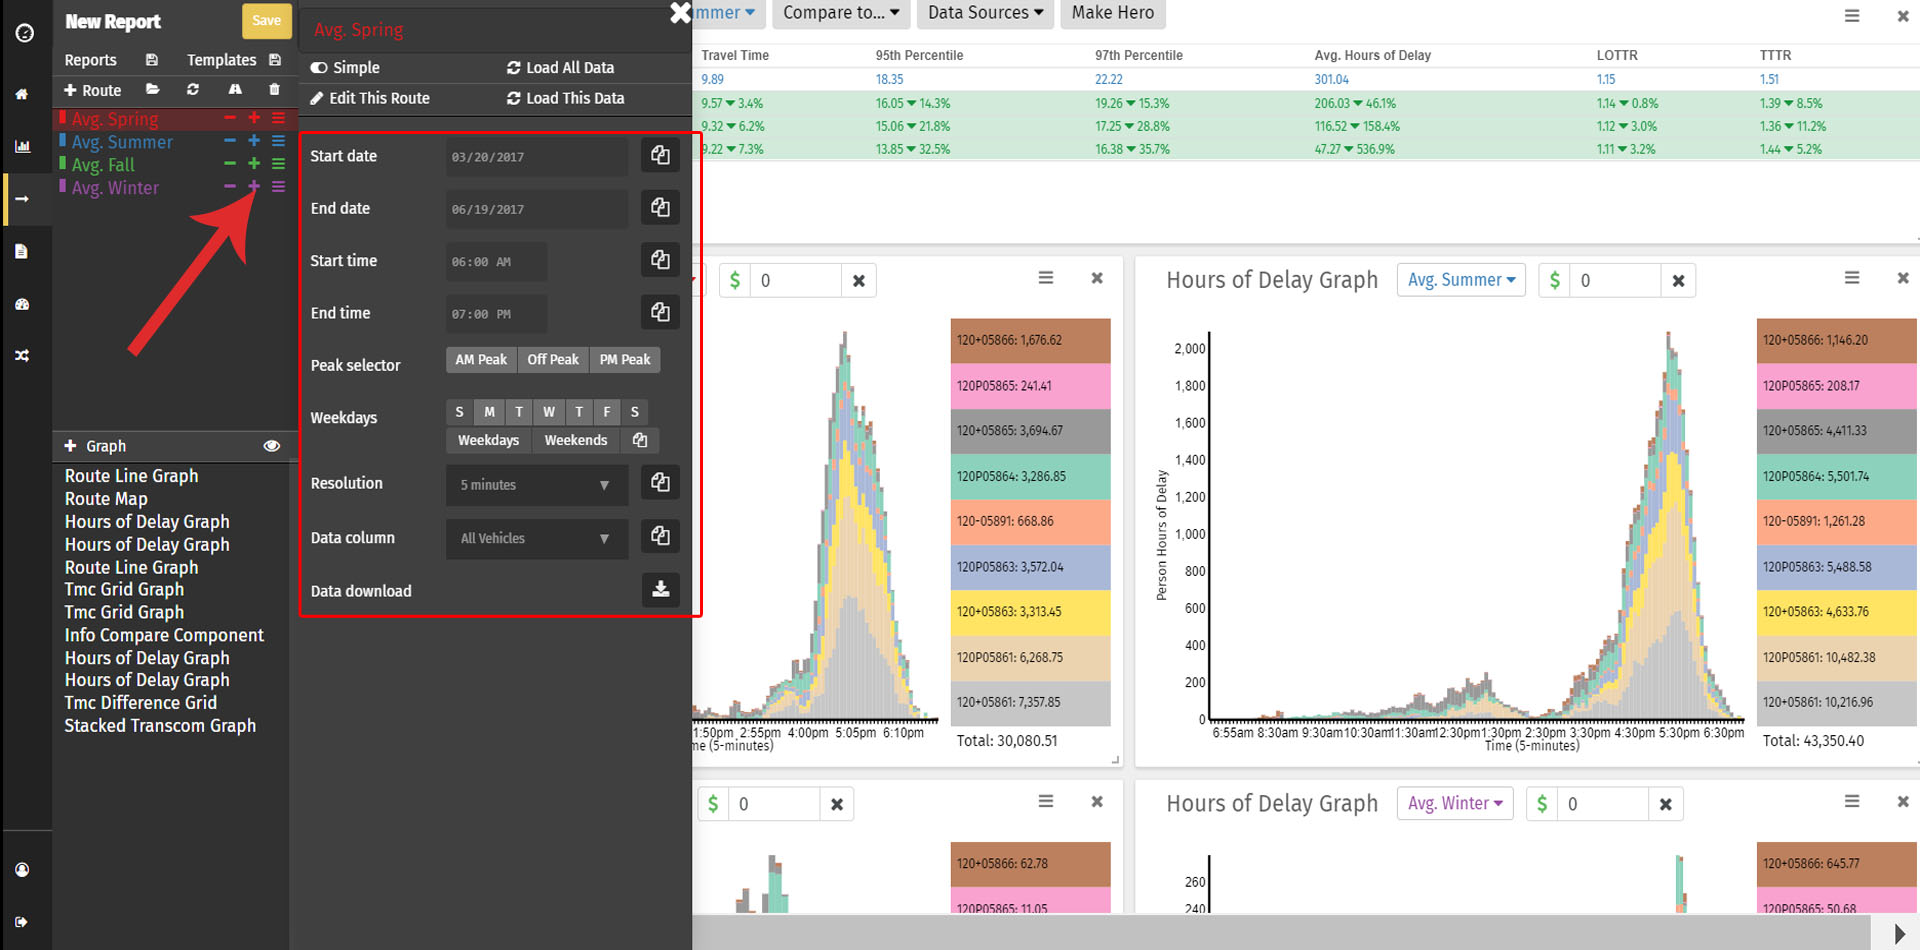 New Report
Save
Reports
Templates
Route
Avg. Spring
Avg. Summer
Avg. Fall
Avg. Winter
Graph
Route Line Graph
Route Map
Hours of Delay Graph
Hours of Delay Graph
Route Line Graph
Tmc Grid Graph
Tmc Grid Graph
Info Compare Component
Hours of Delay Graph
Hours of Delay Graph
Tmc Difference Grid
Stacked Transcom Graph
Avg. Spring
Simple
Load All Data
Edit This Route
Load This Data
Start date
03/20/2017
End date
06/19/2017
Start time
06:00 AM
End time
07:00 PM
Peak selector
AM Peak Off Peak PM Peak
Weekdays
S M T W T F S
Weekdays Weekends
Resolution
5 minutes
Data column
All Vehicles
Data download
mmer
Compare to...
Data Sources
Make Hero
Travel Time 95th Percentile 97th Percentile Avg. Hours of Delay LOTTR TTTR
9.89 18.35 22.22 301.04 1.15 1.51
9.57 ▼ 3.4% 16.05 ▼ 14.3% 19.26 ▼ 15.3% 206.03 ▼ 46.1% 1.14 ▼ 0.8% 1.39 ▼ 8.5%
9.32 ▼ 6.2% 15.06 ▼ 21.8% 17.25 ▼ 28.8% 116.52 ▼ 158.4% 1.12 ▼ 3.0% 1.36 ▼ 11.2%
9.22 ▼ 7.3% 13.85 ▼ 32.5% 16.38 ▼ 35.7% 47.27 ▼ 536.9% 1.11 ▼ 3.2% 1.44 ▼ 5.2%
$ 0
120+05866: 1,676.62
120P05865: 241.41
120+05865: 3,694.67
120P05864: 3,286.85
120-05891: 668.86
120P05863: 3,572.04
120+05863: 3,313.45
120P05861: 6,268.75
120+05861: 7,357.85
Total: 30,080.51
1:50pm 2:55pm 4:00pm 5:05pm 6:10pm
me (5-minutes)
Hours of Delay Graph
Avg. Summer
$ 0
Person Hours of Delay
2,000
1,800
1,600
1,400
1,200
1,000
800
600
400
200
0
6:55am 8:30am 9:30am 10:30am 11:30am 12:30pm 1:30pm 2:30pm 3:30pm 4:30pm 5:30pm 6:30pm
Time (5-minutes)
120+05866: 1,146.20
120P05865: 208.17
120+05865: 4,411.33
120P05864: 5,501.74
120-05891: 1,261.28
120P05863: 5,488.58
120+05863: 4,633.76
120P05861: 10,482.38
120+05861: 10,216.96
Total: 43,350.40
$ 0
120+05866: 62.78
120P05865: 11.05
Hours of Delay Graph
Avg. Winter
$ 0
260
240
120+05866: 645.77
120P05865: 50.68